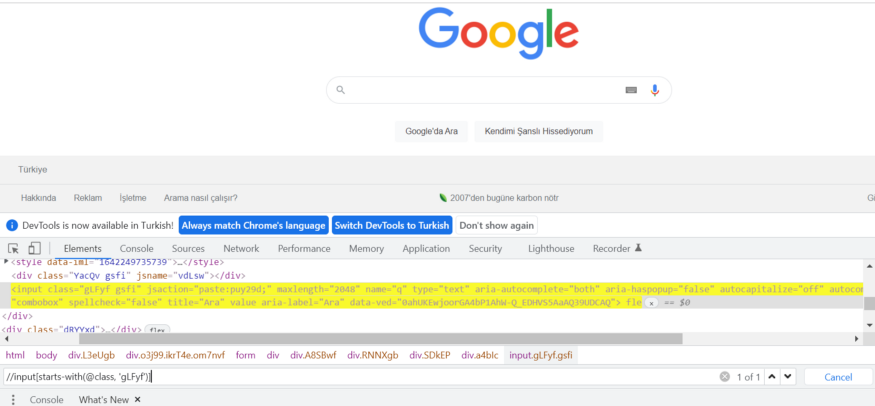 Google
Google'da Ara Kendimi Şanslı Hissediyorum
Türkiye
Hakkında Reklam İşletme Arama nasıl çalışır? 2007'den bugüne karbon nötr Gi
DevTools is now available in Turkish! Always match Chrome's language Switch DevTools to Turkish Don't show again
Elements Console Sources Network Performance Memory Application Security Lighthouse Recorder
<style data-iml="1642249735739">…</style>
<div class="YacQv gsfi" jsname="vdLsw"></div>
<input class="gLFyf gsfi" jsaction="paste:puy29d;" maxlength="2048" name="q" type="text" aria-autocomplete="both" aria-haspopup="false" autocapitalize="off" autocom
"combobox" spellcheck="false" title="Ara" value aria-label="Ara" data-ved="0ahUKEwjoorGA4bP1AhW-Q_EDHVS5AaAQ39UDCAQ"> fle == $0
</div>
<div class="dRYYxd">…</div> flex
html body div.L3eUgb div.o3j99.ikrT4e.om7nvf form div div.A8SBwf div.RNNXgb div.SDkEP div.a4bIc input.gLFyf.gsfi
//input[starts-with(@class, 'gLFyf')] 1 of 1 Cancel
Console What's New ×